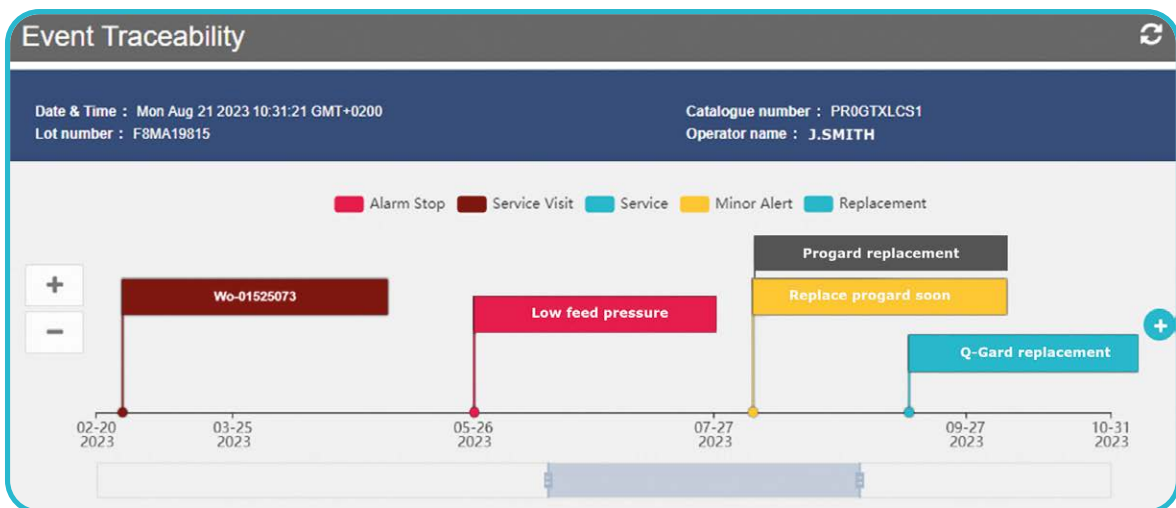 Event Traceability
Date & Time : Mon Aug 21 2023 10:31:21 GMT+0200
Catalogue number : PR0GTXLCS1
Lot number : F8MA19815
Operator name : J.SMITH
Alarm Stop Service Visit Service Minor Alert Replacement
Progard replacement
+
Wo-01525073
Replace progard soon
Low feed pressure
−
+
Q-Gard replacement
02-20 03-25 05-26 07-27 09-27 10-31
2023 2023 2023 2023 2023 2023